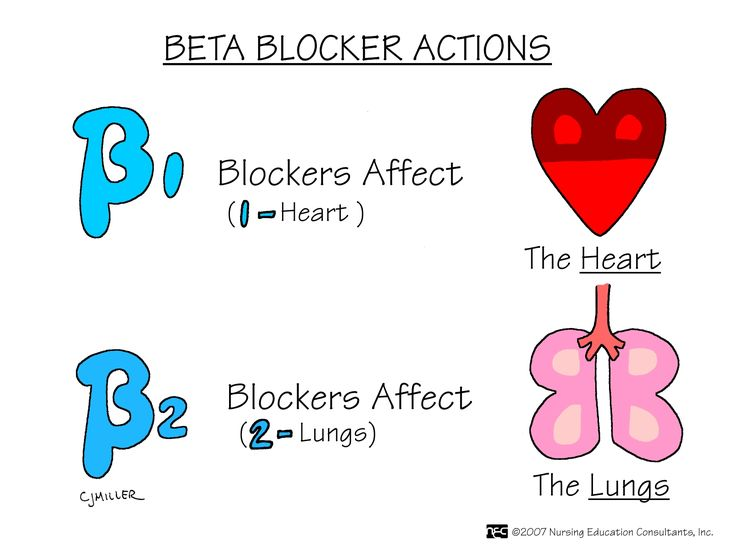 BETA BLOCKER ACTIONS
β1 Blockers Affect
(1-Heart )
The Heart
β2 Blockers Affect
(2-Lungs)
The Lungs
CJMILLER
NEC ©2007 Nursing Education Consultants, Inc.